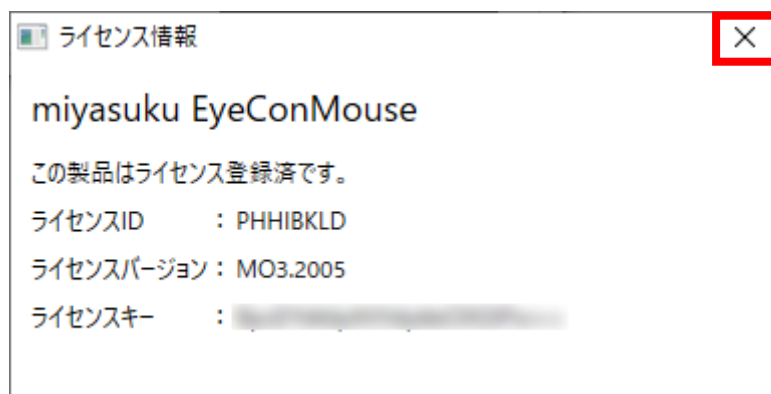 ライセンス情報
miyasuku EyeConMouse
この製品はライセンス登録済です。
ライセンスID : PHHIBKLD
ライセンスバージョン : MO3.2005
ライセンスキー :